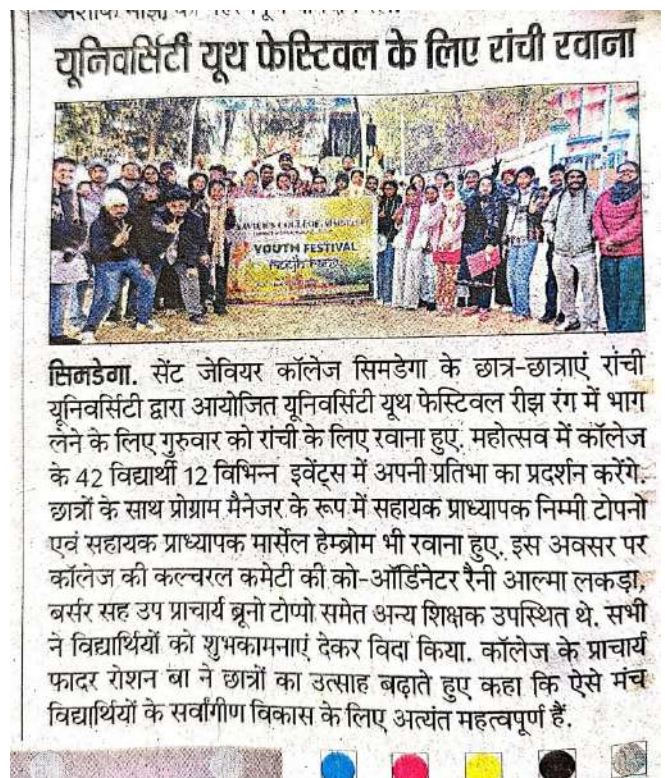 यूनिवर्सिटी यूथ फेस्टिवल के लिए रांची रवाना
XAVIER'S COLLEGE, SIMDEGA
YOUTH FESTIVAL
सिमडेगा. सेंट जेवियर कॉलेज सिमडेगा के छात्र-छात्राएं रांची
यूनिवर्सिटी द्वारा आयोजित यूनिवर्सिटी यूथ फेस्टिवल रीझ रंग में भाग
लेने के लिए गुरुवार को रांची के लिए रवाना हुए. महोत्सव में कॉलेज
के 42 विद्यार्थी 12 विभिन्न इवेंट्स में अपनी प्रतिभा का प्रदर्शन करेंगे.
छात्रों के साथ प्रोग्राम मैनेजर के रूप में सहायक प्राध्यापक निम्मी टोपनो
एवं सहायक प्राध्यापक मार्सेल हेम्ब्रोम भी रवाना हुए. इस अवसर पर
कॉलेज की कल्चरल कमेटी की को-ऑर्डिनेटर रैनी आल्मा लकड़ा,
बर्सर सह उप प्राचार्य ब्रूनो टोप्पो समेत अन्य शिक्षक उपस्थित थे. सभी
ने विद्यार्थियों को शुभकामनाएं देकर विदा किया. कॉलेज के प्राचार्य
फादर रोशन बा ने छात्रों का उत्साह बढ़ाते हुए कहा कि ऐसे मंच
विद्यार्थियों के सर्वांगीण विकास के लिए अत्यंत महत्वपूर्ण हैं.